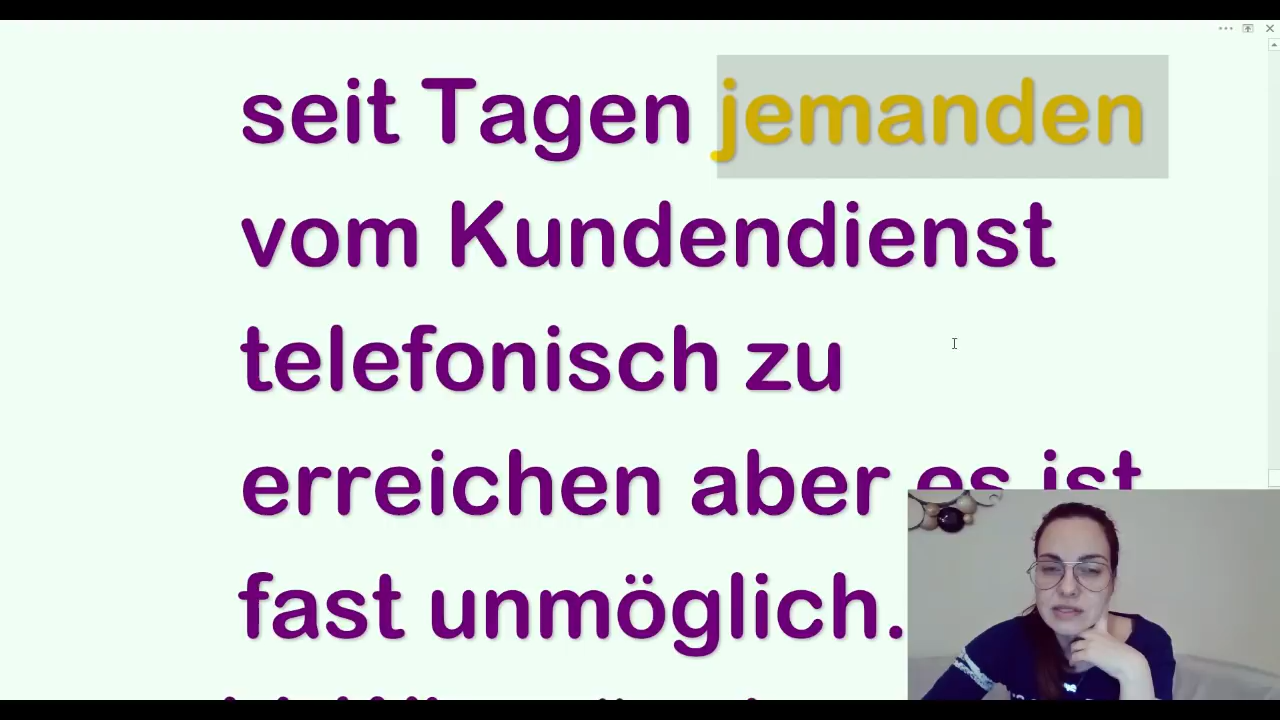 seit Tagen jemanden
vom Kundendienst
telefonisch zu
erreichen aber es ist
fast unmöglich.